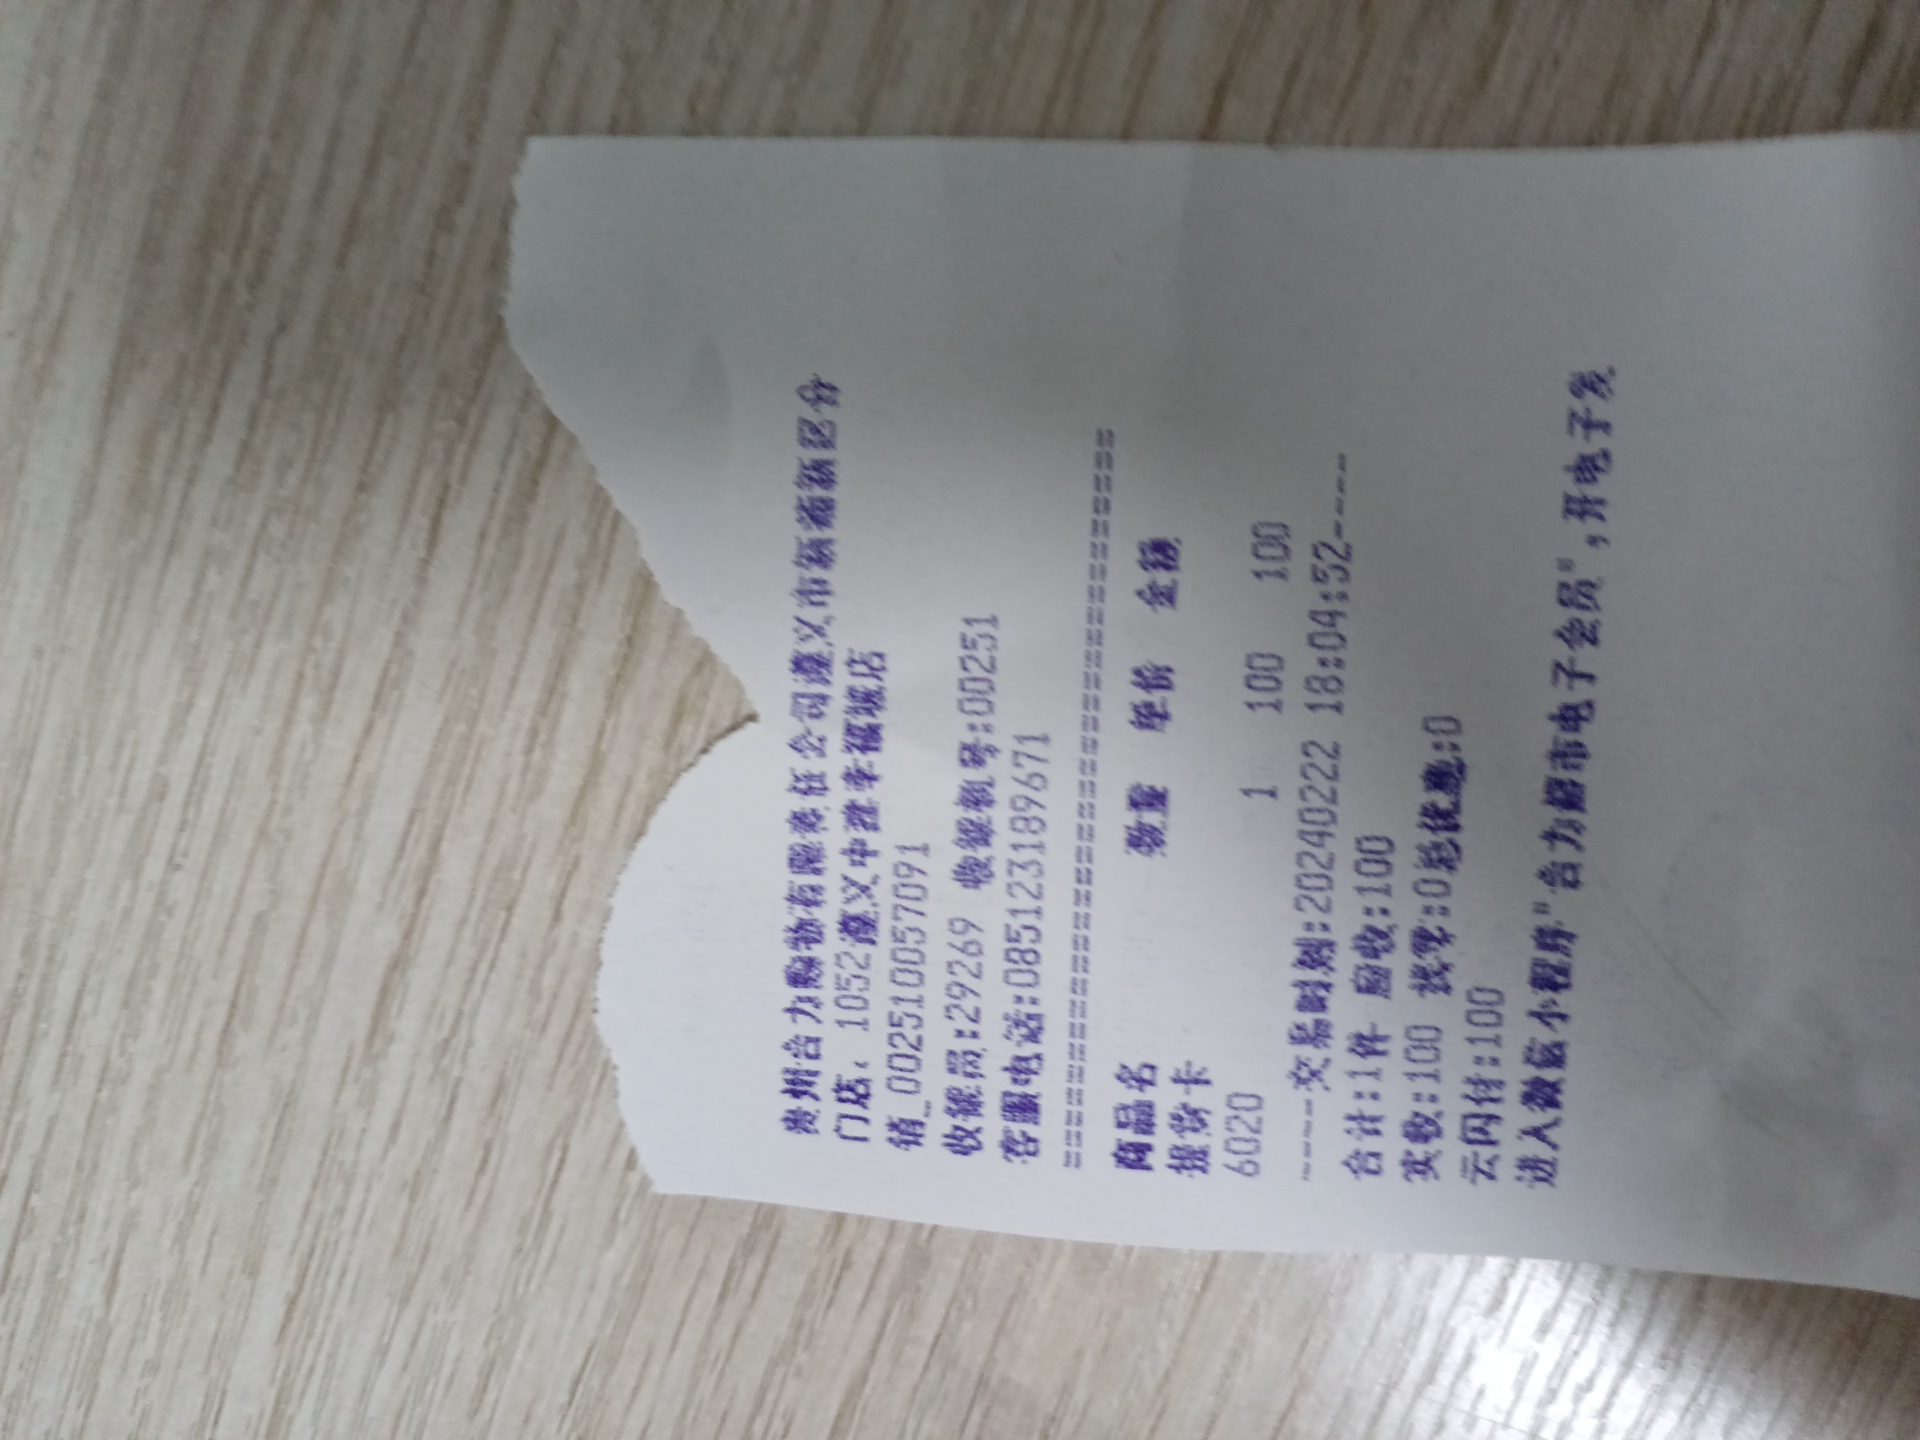 贵州合力购物有限责任公司遵义市新蒲新区分
门店：1052遵义中建幸福城店
销_002510057091
收银员:29269 收银机号:00251
客服电话:085123189671
================================
商品名 数量 单价 金额
提货卡
6020 1 100 100
----交易时刻:20240222 18:04:52----
合计:1件 应收:100
实收:100 找零:0总优惠:0
云闪付:100
进入微信小程序"合力超市电子会员",开电子发